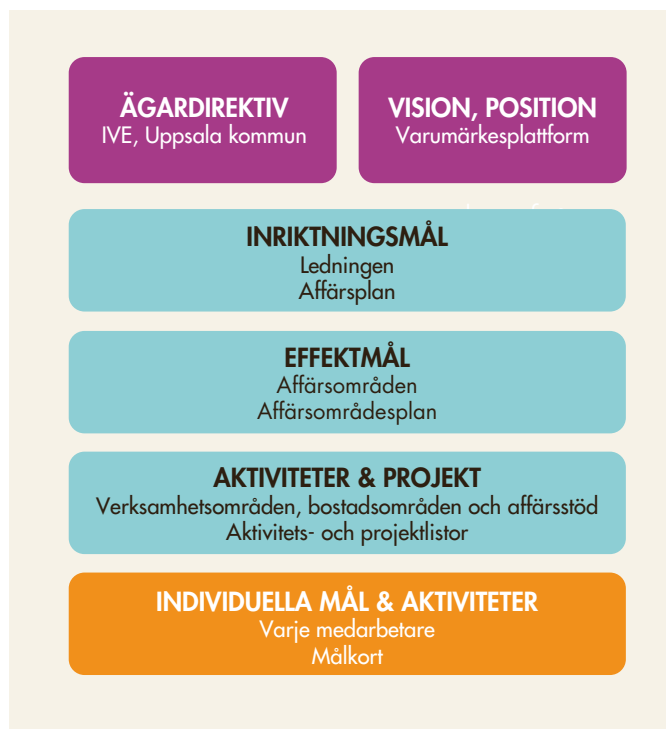 ÄGARDIREKTIV
IVE, Uppsala kommun
VISION, POSITION
Varumärkesplattform
INRIKTNINGSMÅL
Ledningen
Affärsplan
EFFEKTMÅL
Affärsområden
Affärsområdesplan
AKTIVITETER & PROJEKT
Verksamhetsområden, bostadsområden och affärsstöd
Aktivitets- och projektlistor
INDIVIDUELLA MÅL & AKTIVITETER
Varje medarbetare
Målkort